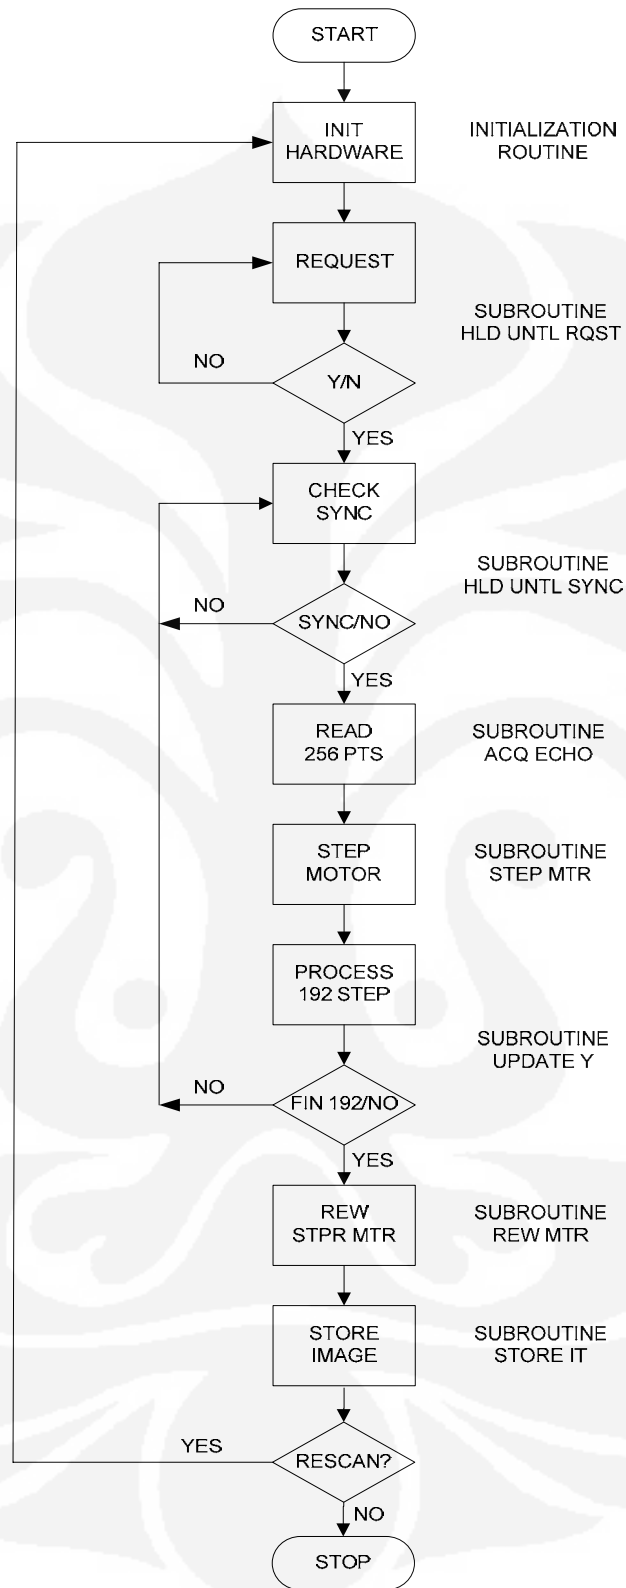 START
INIT
HARDWARE
INITIALIZATION
ROUTINE
REQUEST
SUBROUTINE
HLD UNTL RQST
NO
Y/N
YES
CHECK
SYNC
SUBROUTINE
HLD UNTL SYNC
NO
SYNC/NO
YES
READ
256 PTS
SUBROUTINE
ACQ ECHO
STEP
MOTOR
SUBROUTINE
STEP MTR
PROCESS
192 STEP
SUBROUTINE
UPDATE Y
NO
FIN 192/NO
YES
REW
STPR MTR
SUBROUTINE
REW MTR
STORE
IMAGE
SUBROUTINE
STORE IT
YES
RESCAN?
NO
STOP